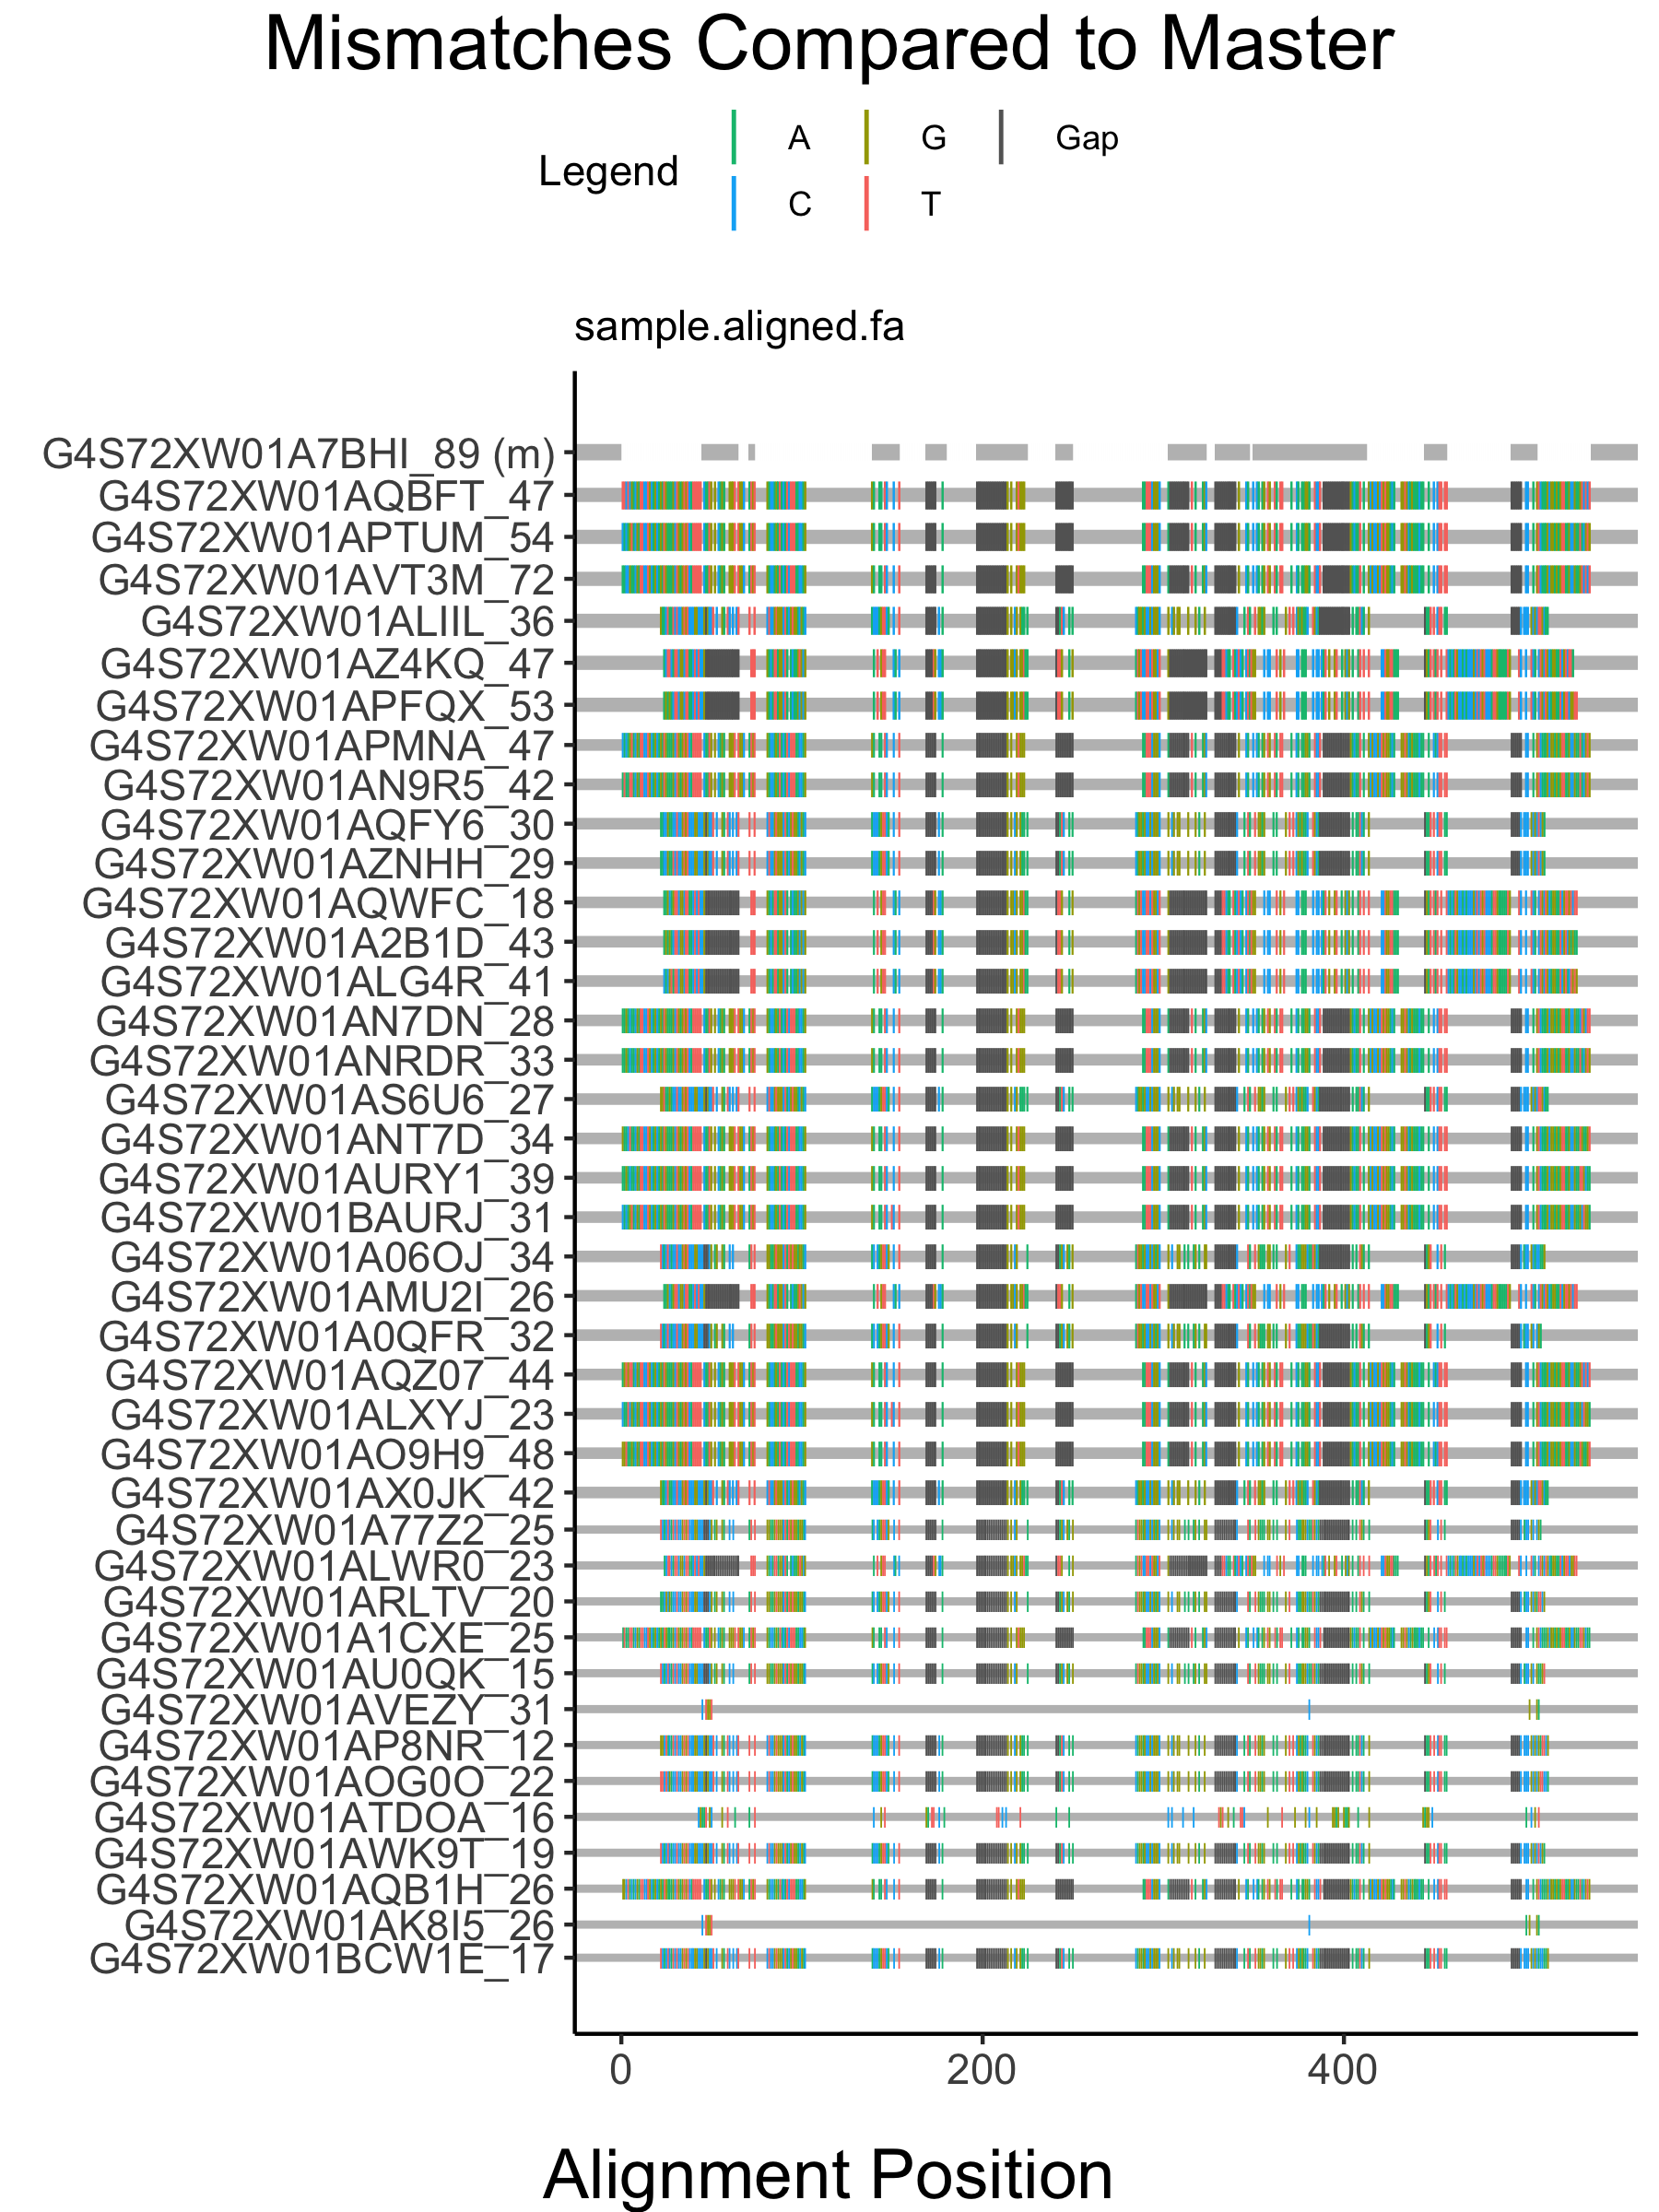 Mismatches Compared to Master
Legend
A
G
Gap
C
T
sample.aligned.fa
G4S72XW01A7BHI_89 (m)
G4S72XW01AQBFT_47
G4S72XW01APTUM_54
G4S72XW01AVT3M_72
G4S72XW01ALIIL_36
G4S72XW01AZ4KQ_47
G4S72XW01APFQX_53
G4S72XW01APMNA_47
G4S72XW01AN9R5_42
G4S72XW01AQFY6_30
G4S72XW01AZNHH_29
G4S72XW01AQWFC_18
G4S72XW01A2B1D_43
G4S72XW01ALG4R_41
G4S72XW01AN7DN_28
G4S72XW01ANRDR_33
G4S72XW01AS6U6_27
G4S72XW01ANT7D_34
G4S72XW01AURY1_39
G4S72XW01BAURJ_31
G4S72XW01A06OJ_34
G4S72XW01AMU2I_26
G4S72XW01A0QFR_32
G4S72XW01AQZ07_44
G4S72XW01ALXYJ_23
G4S72XW01AO9H9_48
G4S72XW01AX0JK_42
G4S72XW01A77Z2_25
G4S72XW01ALWR0_23
G4S72XW01ARLTV_20
G4S72XW01A1CXE_25
G4S72XW01AU0QK_15
G4S72XW01AVEZY_31
G4S72XW01AP8NR_12
G4S72XW01AOG0O_22
G4S72XW01ATDOA_16
G4S72XW01AWK9T_19
G4S72XW01AQB1H_26
G4S72XW01AK8I5_26
G4S72XW01BCW1E_17
0 200 400
Alignment Position